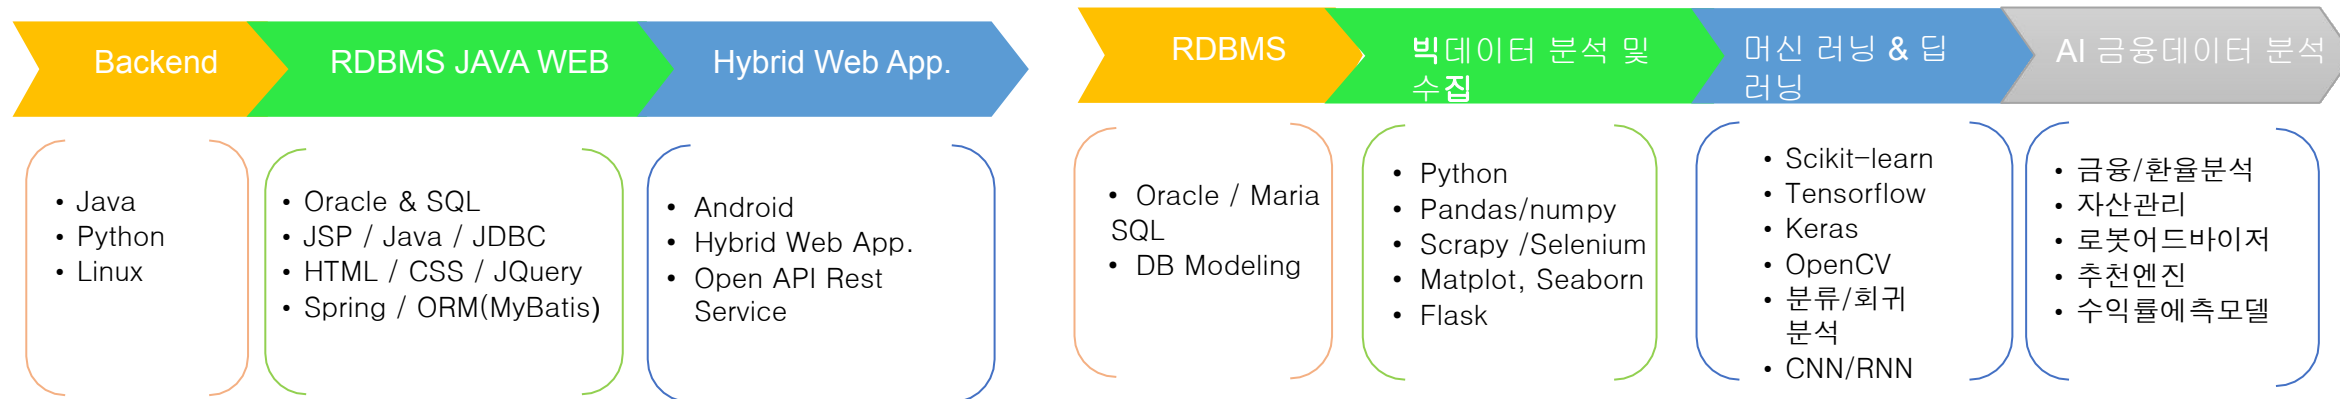 Backend
RDBMS JAVA WEB
Hybrid Web App.
• Java
• Python
• Linux
• Oracle & SQL
• JSP / Java / JDBC
• HTML / CSS / JQuery
• Spring / ORM(MyBatis)
• Android
• Hybrid Web App.
• Open API Rest
Service
RDBMS
빅데이터 분석 및
수집
머신 러닝 & 딥
러닝
AI 금융데이터 분석
• Oracle / Maria
SQL
• DB Modeling
• Python
• Pandas/numpy
• Scrapy /Selenium
• Matplot, Seaborn
• Flask
• Scikit-learn
• Tensorflow
• Keras
• OpenCV
• 분류/회귀
분석
• CNN/RNN
• 금융/환율분석
• 자산관리
• 로봇어드바이저
• 추천엔진
• 수익률예측모델